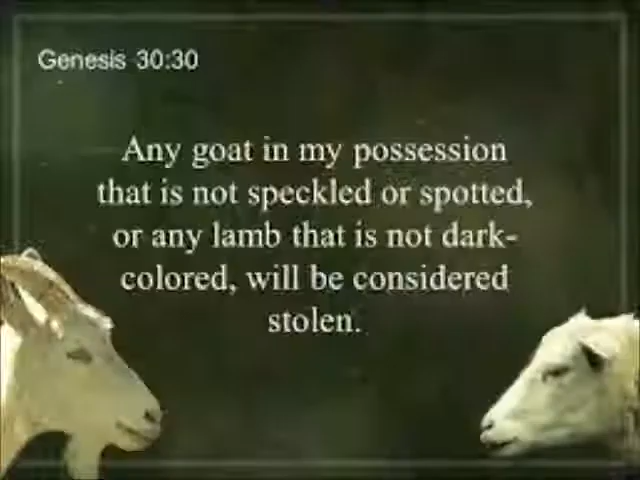 Genesis 30:30
Any goat in my possession
that is not speckled or spotted,
or any lamb that is not dark-
colored, will be considered
stolen.